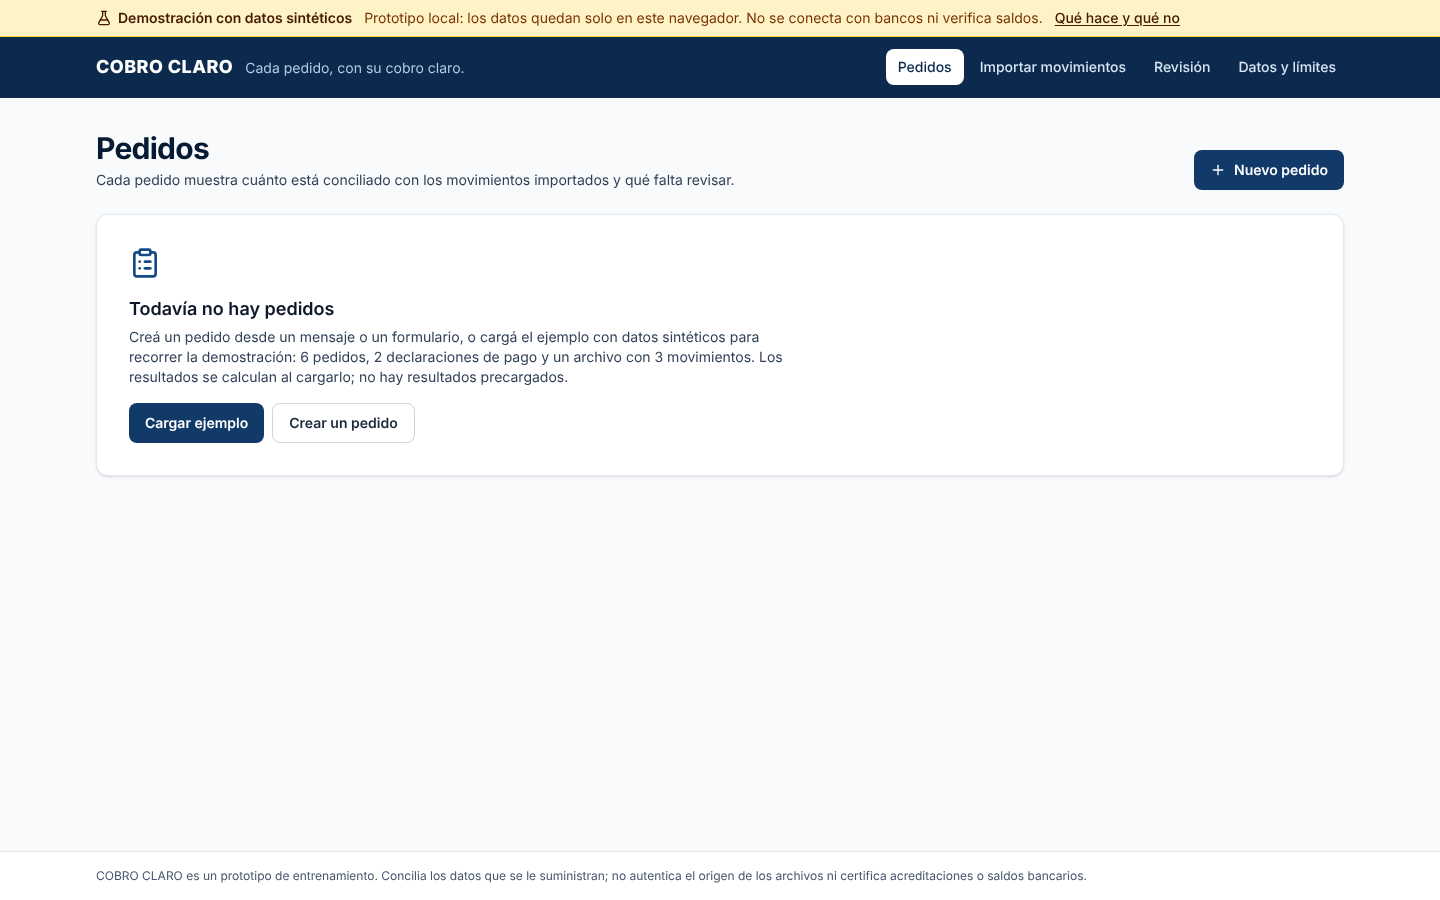 Demostración con datos sintéticos Prototipo local: los datos quedan solo en este navegador. No se conecta con bancos ni verifica saldos. Qué hace y qué no
COBRO CLARO Cada pedido, con su cobro claro. Pedidos Importar movimientos Revisión Datos y límites
Pedidos
Cada pedido muestra cuánto está conciliado con los movimientos importados y qué falta revisar.
Nuevo pedido
Todavía no hay pedidos
Creá un pedido desde un mensaje o un formulario, o cargá el ejemplo con datos sintéticos para
recorrer la demostración: 6 pedidos, 2 declaraciones de pago y un archivo con 3 movimientos. Los
resultados se calculan al cargarlo; no hay resultados precargados.
Cargar ejemplo Crear un pedido
COBRO CLARO es un prototipo de entrenamiento. Concilia los datos que se le suministran; no autentica el origen de los archivos ni certifica acreditaciones o saldos bancarios.